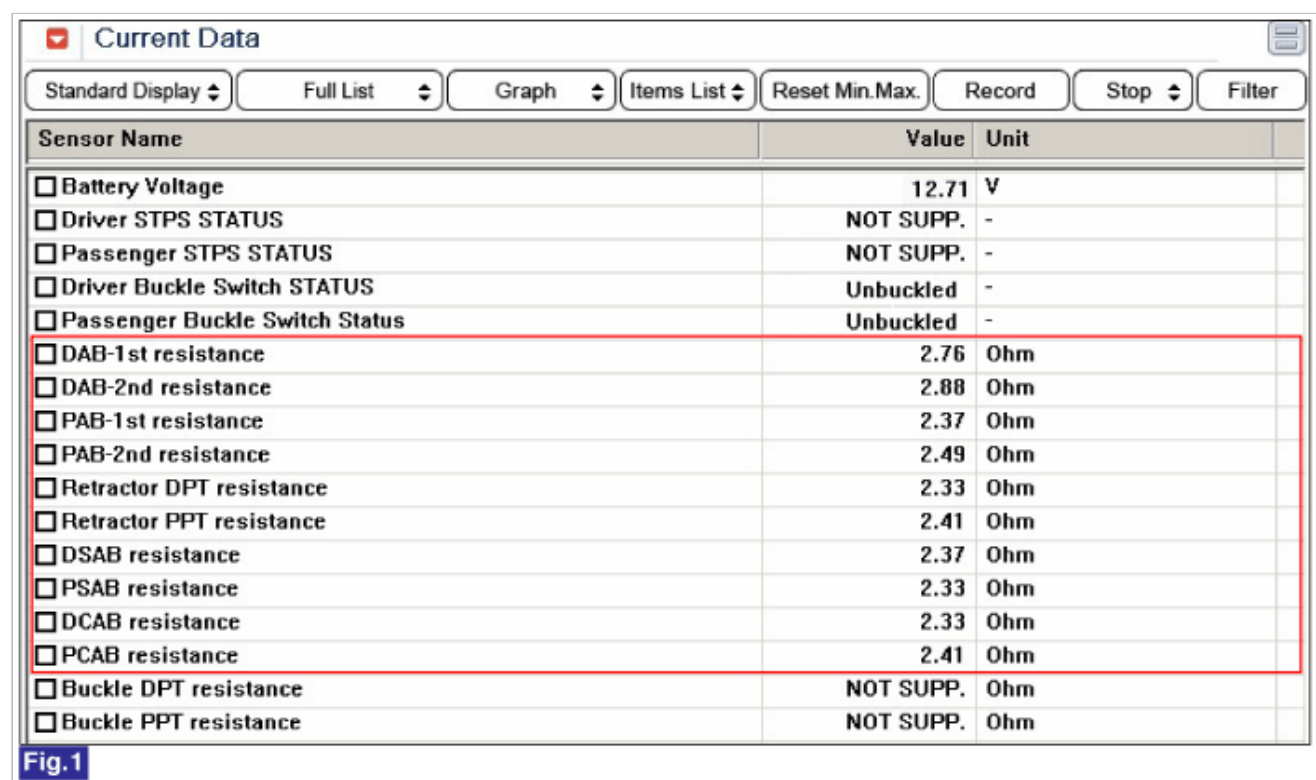 Current Data
Standard Display Full List Graph Items List Reset Min.Max. Record Stop Filter
Sensor Name Value Unit
Battery Voltage 12.71 V
Driver STPS STATUS NOT SUPP. -
Passenger STPS STATUS NOT SUPP. -
Driver Buckle Switch STATUS Unbuckled -
Passenger Buckle Switch Status Unbuckled -
DAB-1st resistance 2.76 Ohm
DAB-2nd resistance 2.88 Ohm
PAB-1st resistance 2.37 Ohm
PAB-2nd resistance 2.49 Ohm
Retractor DPT resistance 2.33 Ohm
Retractor PPT resistance 2.41 Ohm
DSAB resistance 2.37 Ohm
PSAB resistance 2.33 Ohm
DCAB resistance 2.33 Ohm
PCAB resistance 2.41 Ohm
Buckle DPT resistance NOT SUPP. Ohm
Buckle PPT resistance NOT SUPP. Ohm
Fig.1